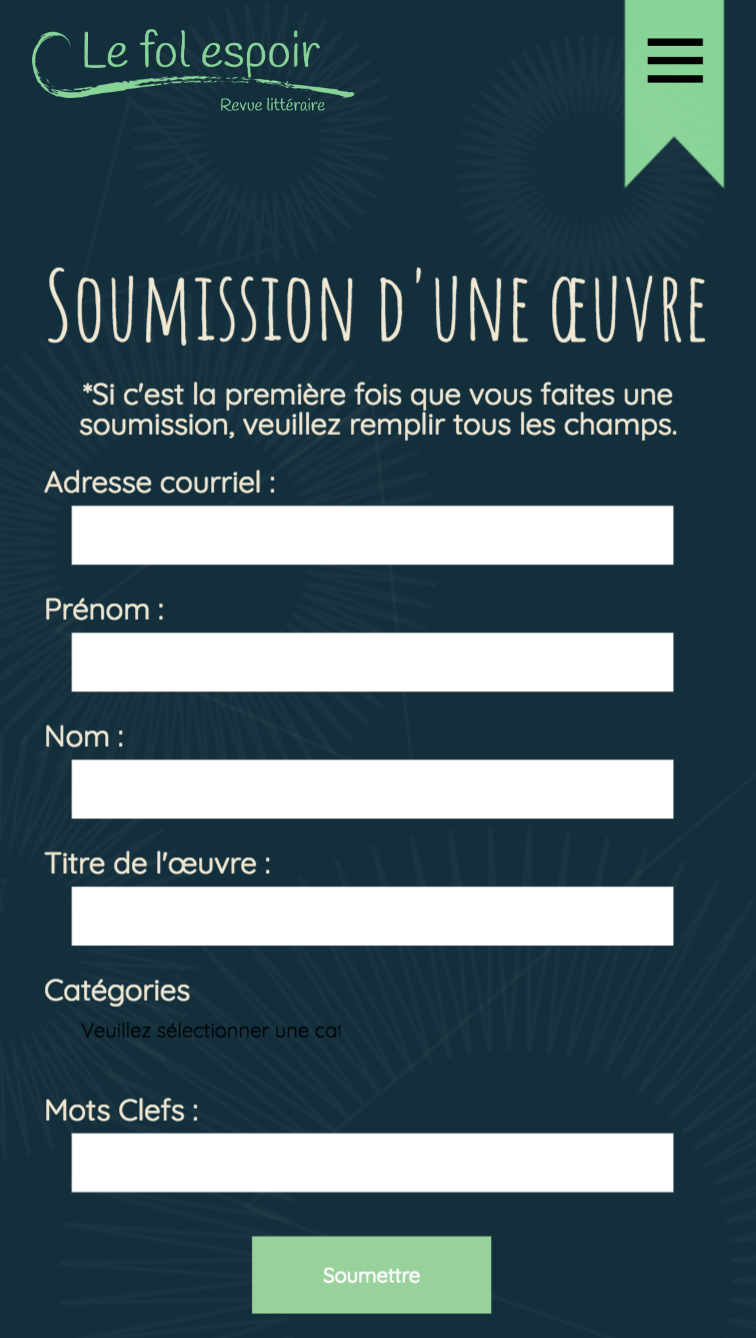 Le fol espoir
Revue littéraire
Soumission d'une œuvre
*Si c'est la première fois que vous faites une
soumission, veuillez remplir tous les champs.
Adresse courriel :
Prénom :
Nom :
Titre de l'œuvre :
Catégories
Veuillez sélectionner une cat
Mots Clefs :
Soumettre